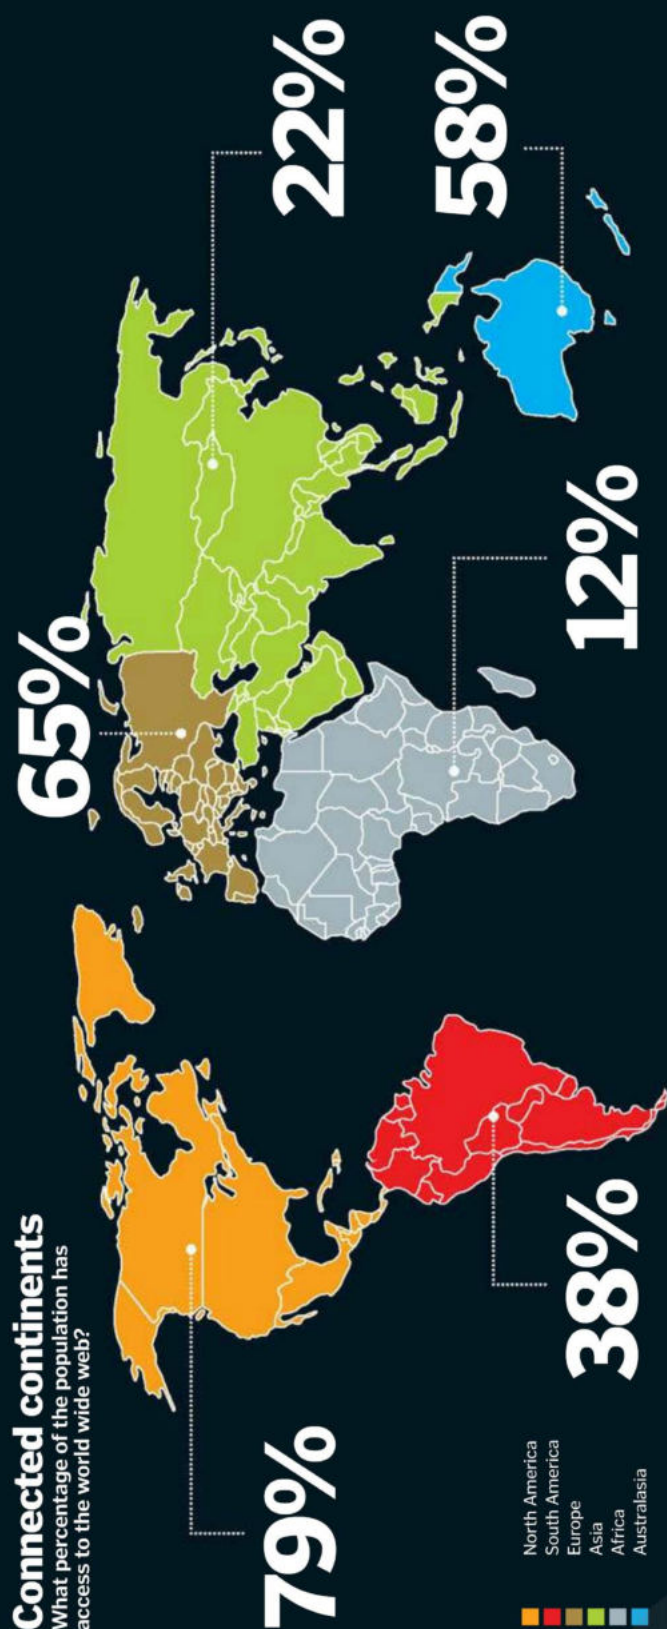 Connected continents
What percentage of the population has
access to the world wide web?
79%
65%
22%
58%
12%
38%
North America
South America
Europe
Asia
Africa
Australasia